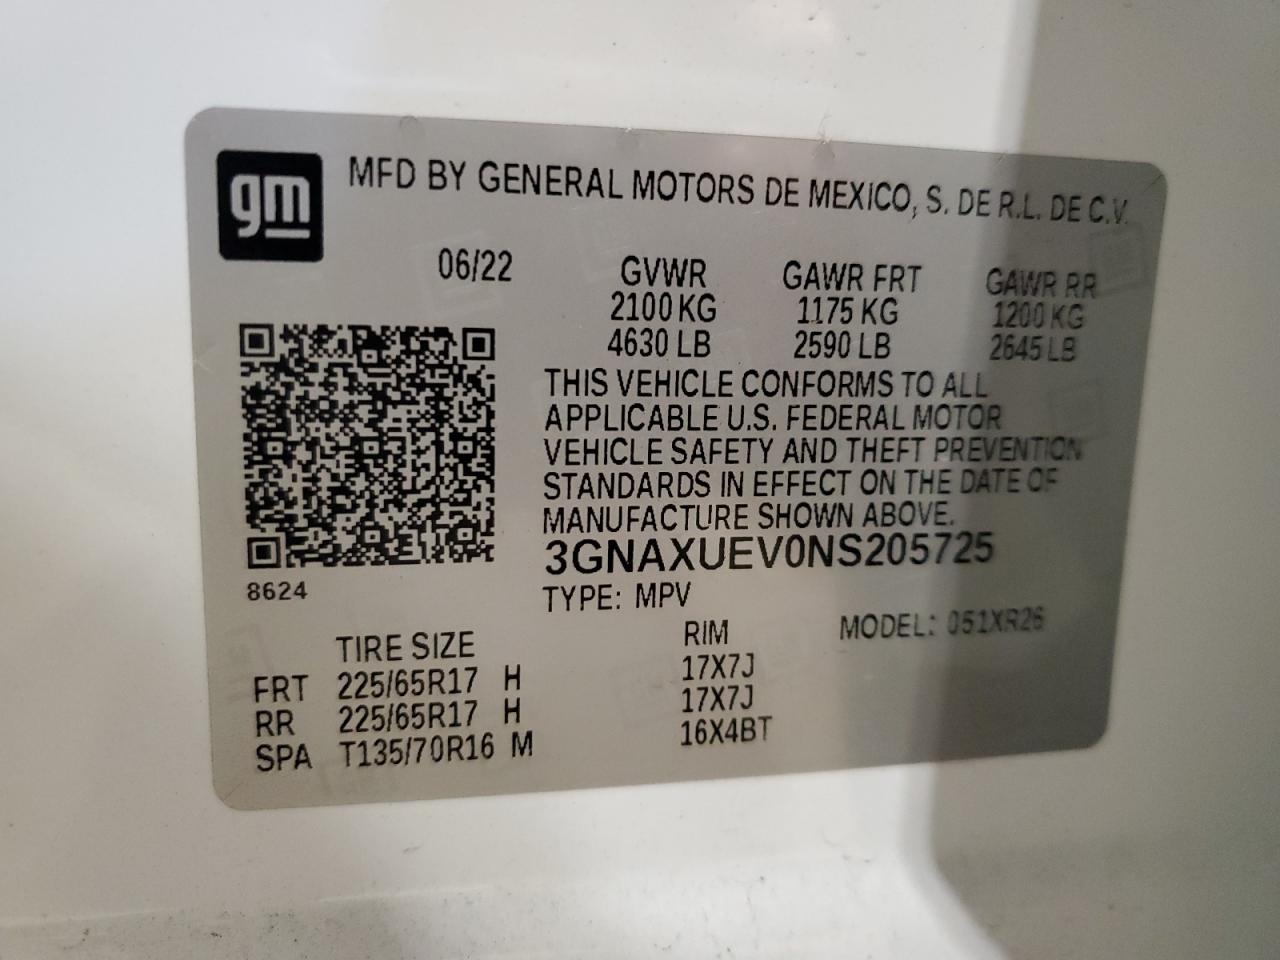 gm
MFD BY GENERAL MOTORS DE MEXICO, S. DE R.L. DE C.V.
06/22 GVWR GAWR FRT GAWR RR
2100 KG 1175 KG 1200 KG
4630 LB 2590 LB 2645 LB
THIS VEHICLE CONFORMS TO ALL
APPLICABLE U.S. FEDERAL MOTOR
VEHICLE SAFETY AND THEFT PREVENTION
STANDARDS IN EFFECT ON THE DATE OF
MANUFACTURE SHOWN ABOVE.
3GNAXUEV0NS205725
8624
TYPE: MPV MODEL: 051XR26
TIRE SIZE RIM
FRT 225/65R17 H 17X7J
RR 225/65R17 H 17X7J
SPA T135/70R16 M 16X4BT